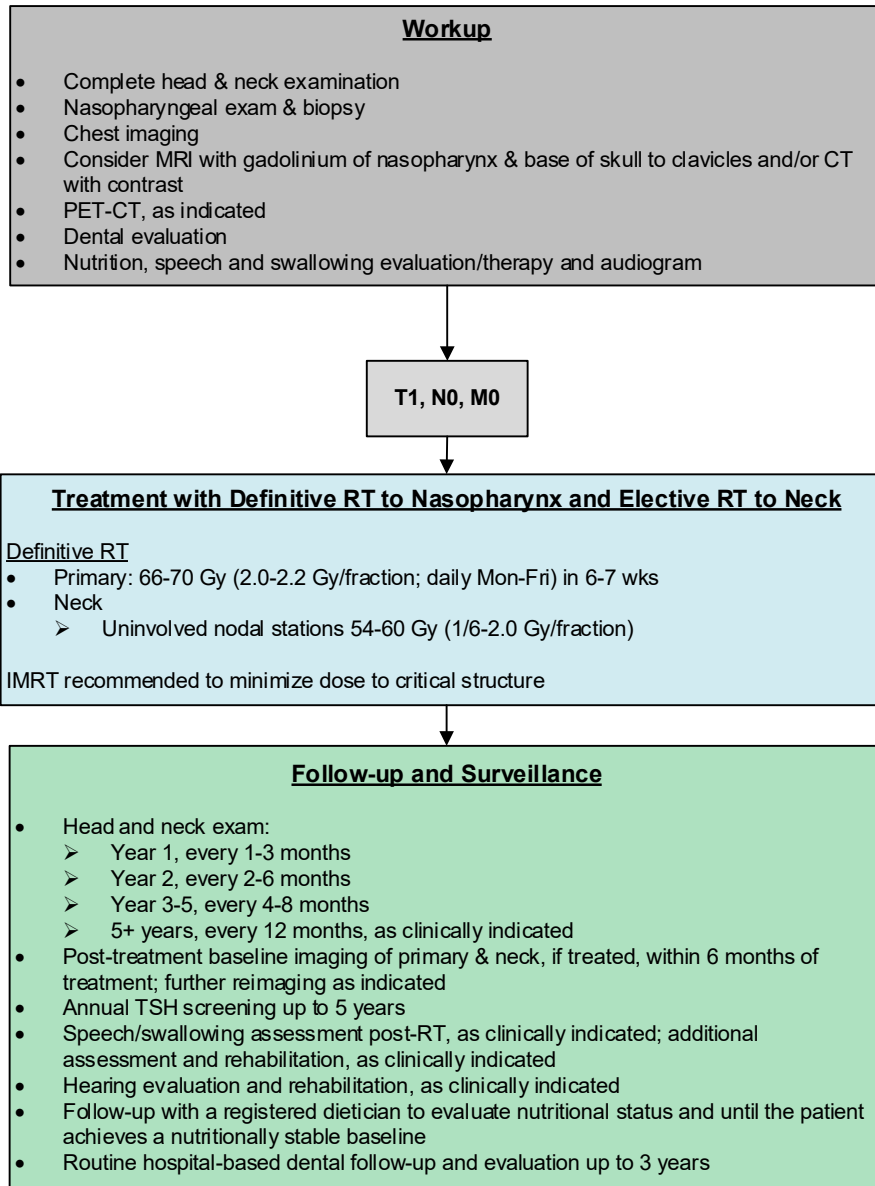 Workup
• Complete head & neck examination
• Nasopharyngeal exam & biopsy
• Chest imaging
• Consider MRI with gadolinium of nasopharynx & base of skull to clavicles and/or CT
with contrast
• PET-CT, as indicated
• Dental evaluation
• Nutrition, speech and swallowing evaluation/therapy and audiogram
T1, N0, M0
Treatment with Definitive RT to Nasopharynx and Elective RT to Neck
Definitive RT
• Primary: 66-70 Gy (2.0-2.2 Gy/fraction; daily Mon-Fri) in 6-7 wks
• Neck
➢ Uninvolved nodal stations 54-60 Gy (1/6-2.0 Gy/fraction)
IMRT recommended to minimize dose to critical structure
Follow-up and Surveillance
• Head and neck exam:
➢ Year 1, every 1-3 months
➢ Year 2, every 2-6 months
➢ Year 3-5, every 4-8 months
➢ 5+ years, every 12 months, as clinically indicated
• Post-treatment baseline imaging of primary & neck, if treated, within 6 months of
treatment; further reimaging as indicated
• Annual TSH screening up to 5 years
• Speech/swallowing assessment post-RT, as clinically indicated; additional
assessment and rehabilitation, as clinically indicated
• Hearing evaluation and rehabilitation, as clinically indicated
• Follow-up with a registered dietician to evaluate nutritional status and until the patient
achieves a nutritionally stable baseline
• Routine hospital-based dental follow-up and evaluation up to 3 years